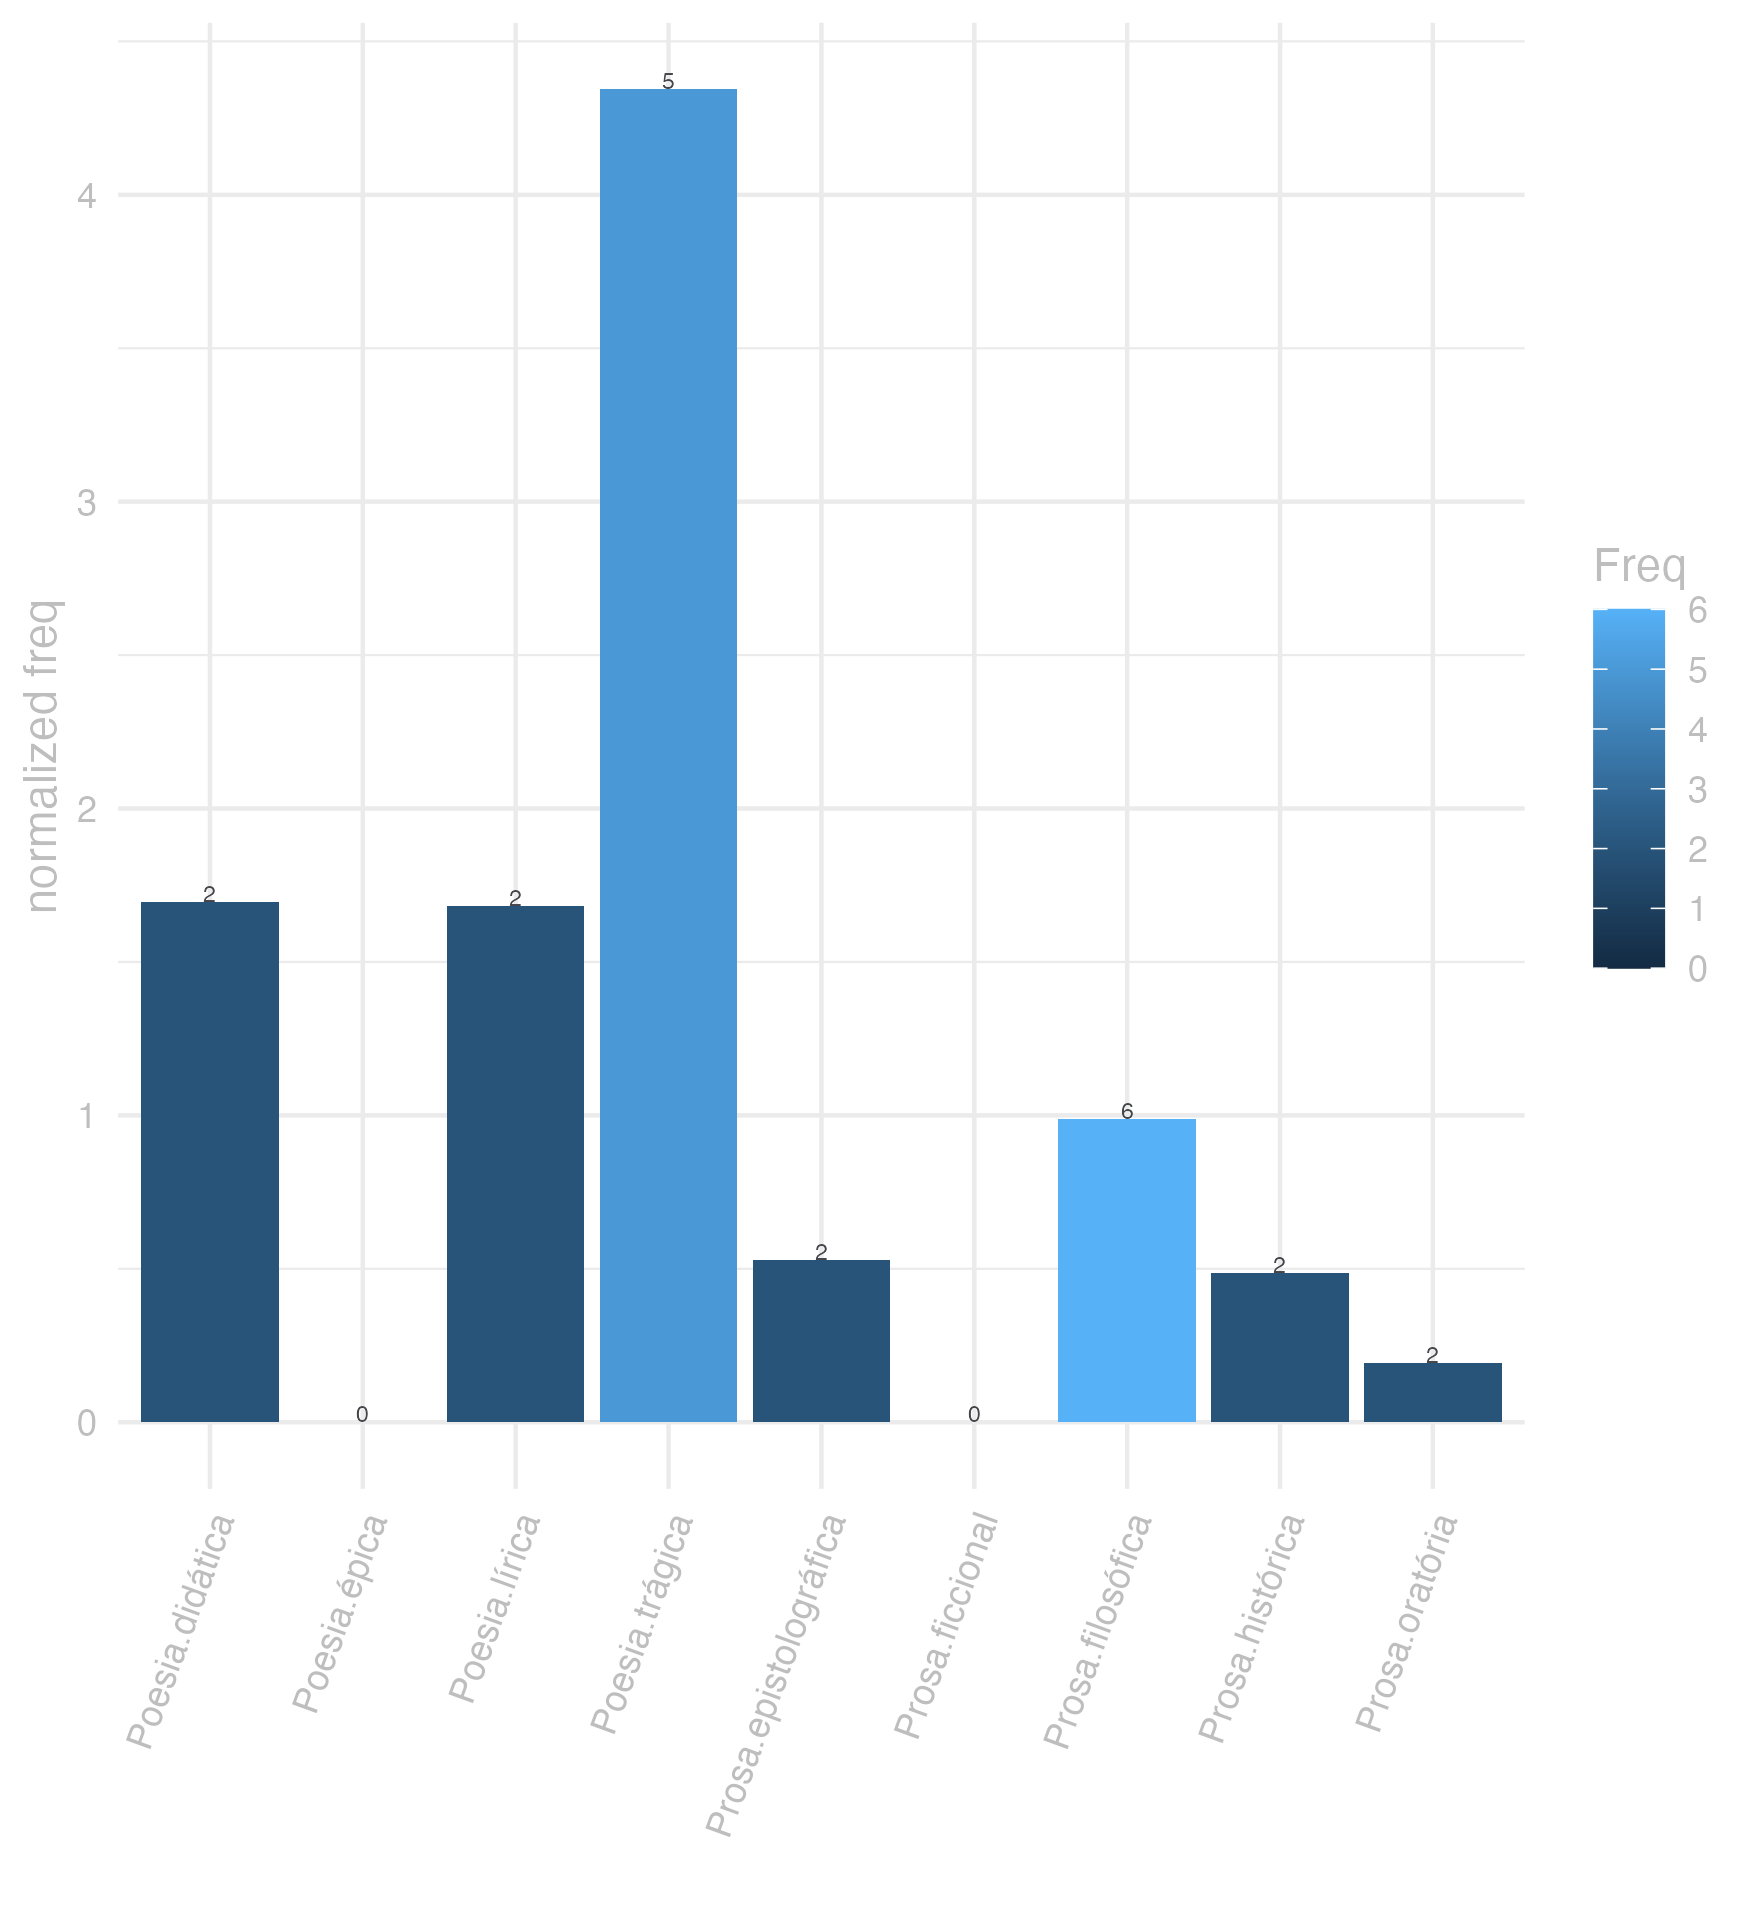 normalized freq
4
3
2
1
0
2
0
2
5
2
0
6
2
2
Poesia.didática
Poesia.épica
Poesia.lírica
Poesia.trágica
Prosa.epistolográfica
Prosa.ficcional
Prosa.filosófica
Prosa.histórica
Prosa.oratória
Freq
6
5
4
3
2
1
0